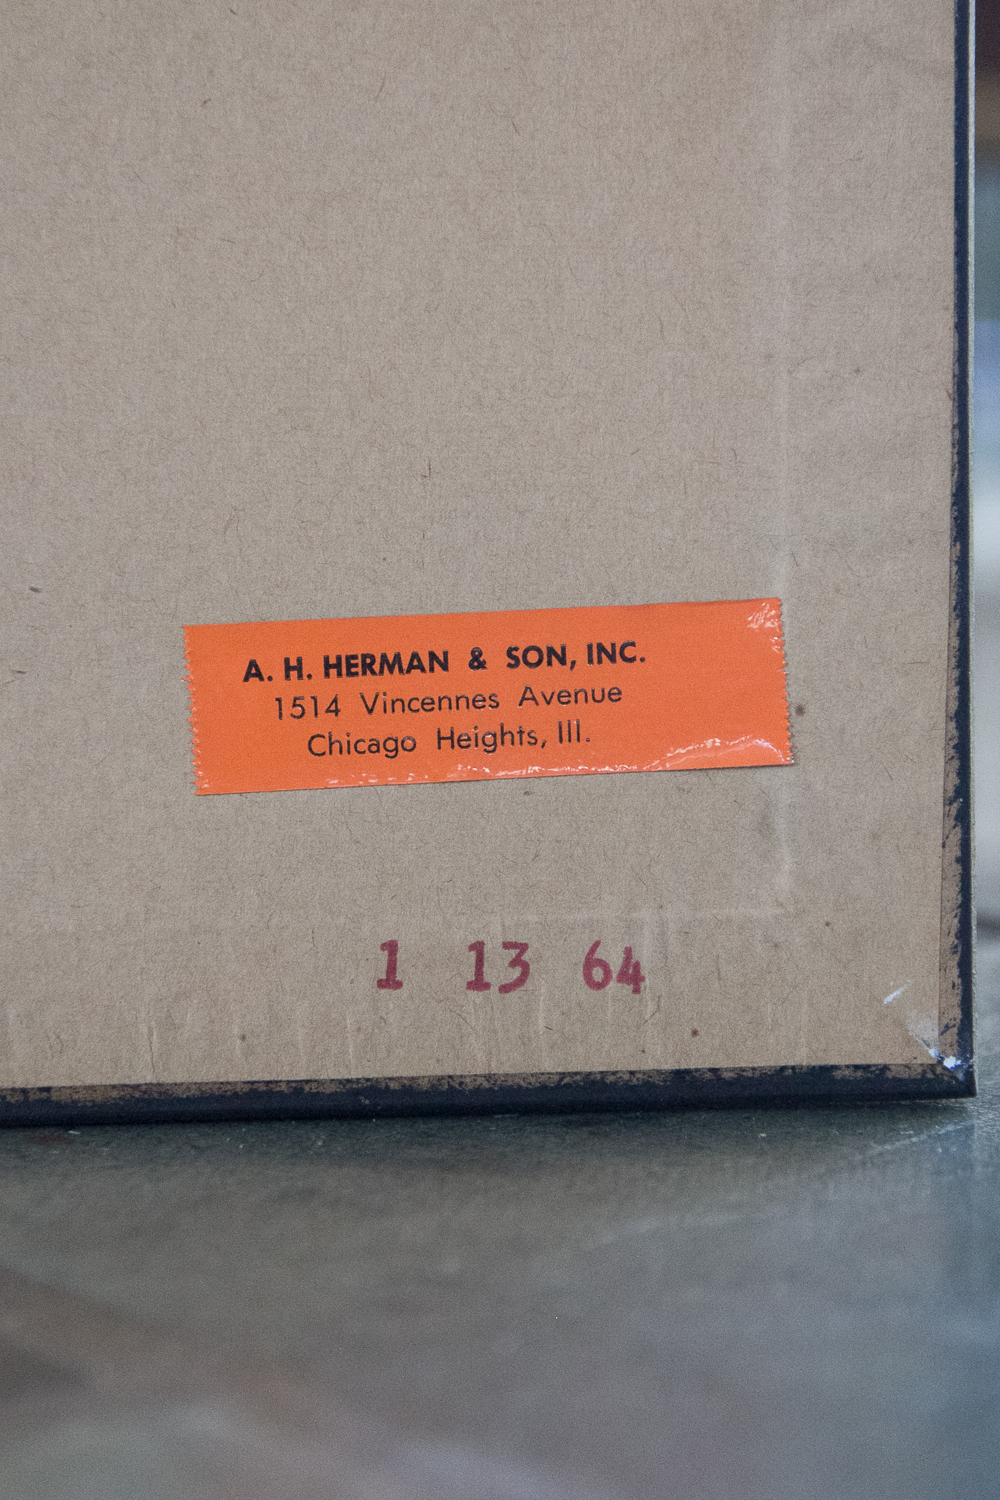 A. H. HERMAN & SON, INC.
1514 Vincennes Avenue
Chicago Heights, Ill.
1 13 64